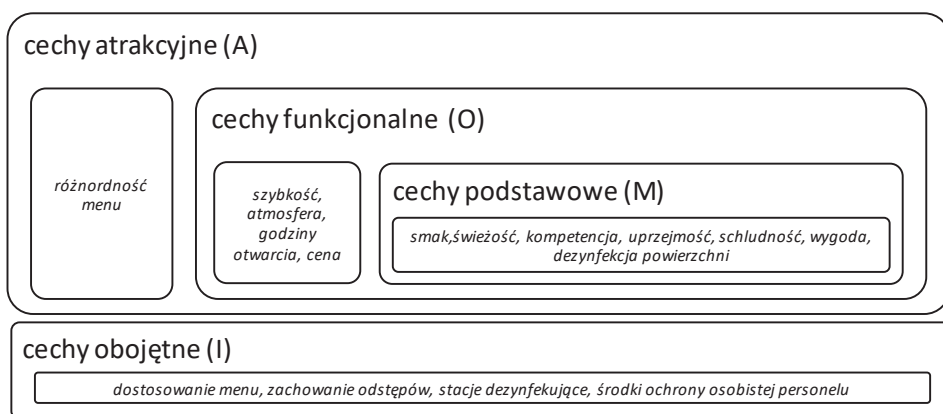 cechy atrakcyjne (A)
cechy funkcjonalne (O)
cechy podstawowe (M)
różnordność
menu
szybkość,
atmosfera,
godziny
otwarcia, cena
smak,świeżość, kompetencja, uprzejmość, schludność, wygoda,
dezynfekcja powierzchni
cechy obojętne (I)
dostosowanie menu, zachowanie odstępów, stacje dezynfekujące, środki ochrony osobistej personelu